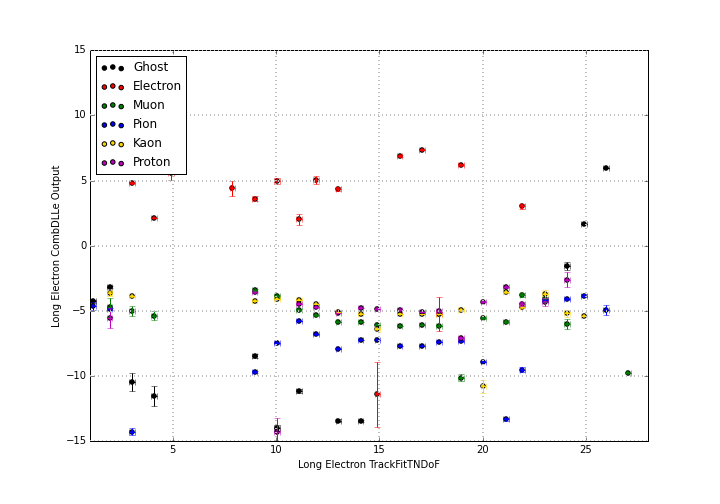 15
10
5
0
−5
−10
−15
Long Electron CombDLLe Output
Ghost
Electron
Muon
Pion
Kaon
Proton
5
10
15
20
25
Long Electron TrackFitTNDoF